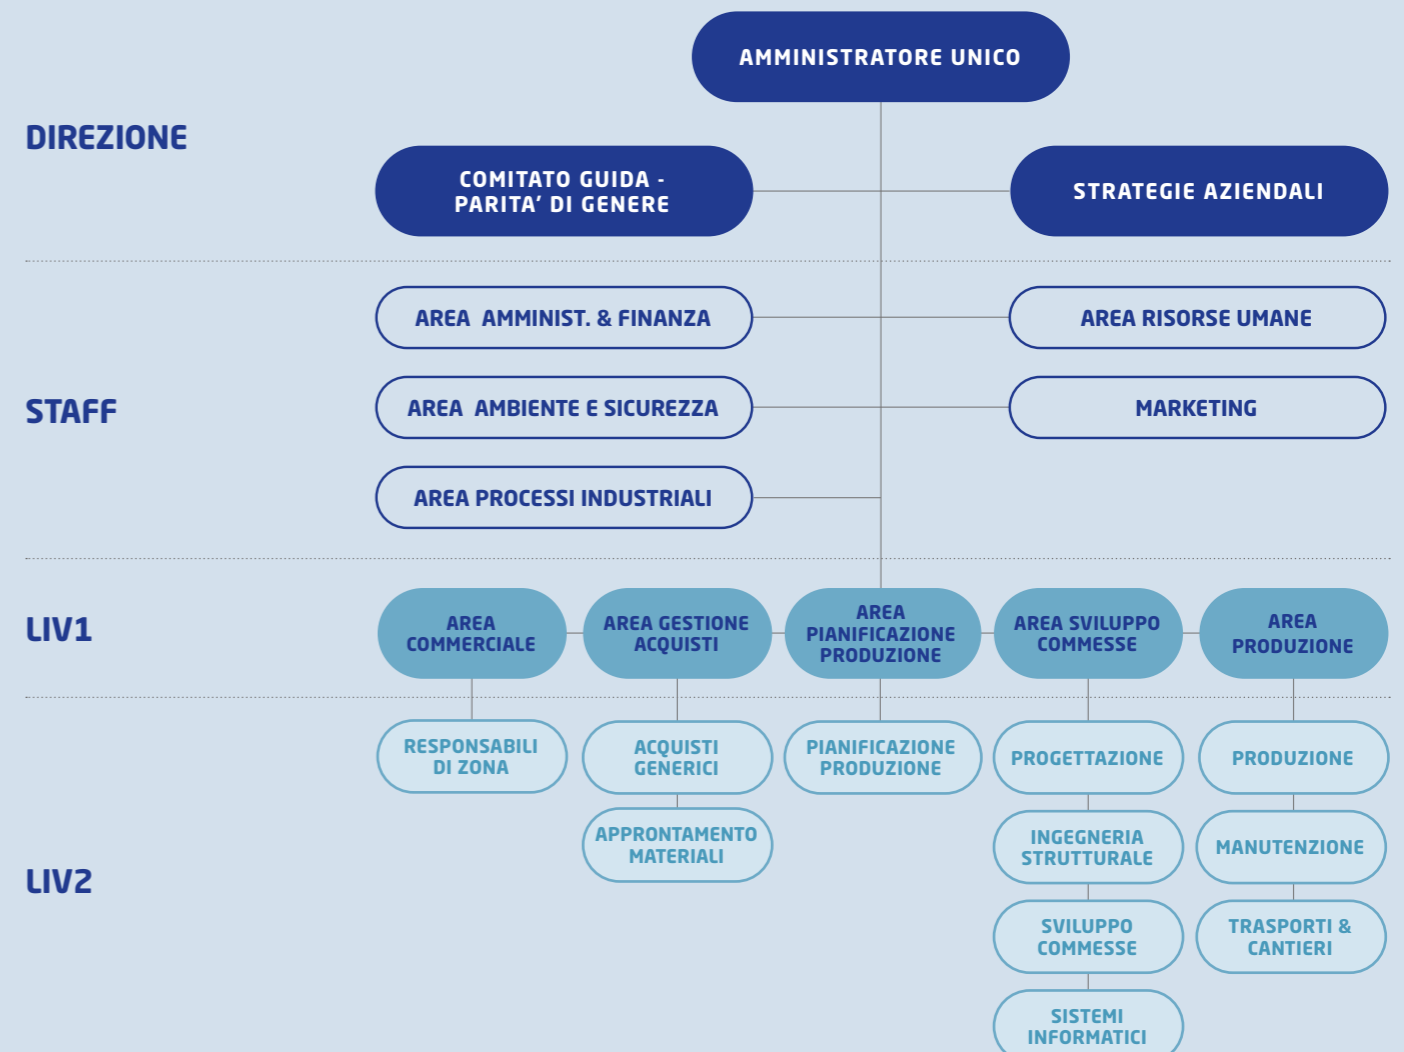 AMMINISTRATORE UNICO
DIREZIONE
COMITATO GUIDA -
PARITA’ DI GENERE
STRATEGIE AZIENDALI
AREA AMMINIST. & FINANZA
AREA RISORSE UMANE
STAFF
AREA AMBIENTE E SICUREZZA
MARKETING
AREA PROCESSI INDUSTRIALI
LIV1
AREA
COMMERCIALE
AREA GESTIONE
ACQUISTI
AREA
PIANIFICAZIONE
PRODUZIONE
AREA SVILUPPO
COMMESSE
AREA
PRODUZIONE
LIV2
RESPONSABILI
DI ZONA
ACQUISTI
GENERICI
PIANIFICAZIONE
PRODUZIONE
PROGETTAZIONE
PRODUZIONE
APPRONTAMENTO
MATERIALI
INGEGNERIA
STRUTTURALE
MANUTENZIONE
SVILUPPO
COMMESSE
TRASPORTI &
CANTIERI
SISTEMI
INFORMATICI